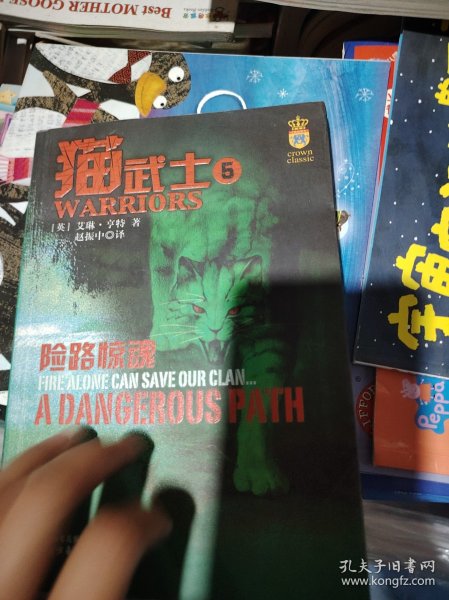 Best MOTHER GOOSE
猫武士5
WARRIORS
[英] 艾琳·亨特 著
赵振中◎译
crown
classic
险路惊魂
FIRE ALONE CAN SAVE OUR CLAN...
A DANGEROUS PATH
宇宙
Peppa
孔夫子旧书网
www.kongfz.com